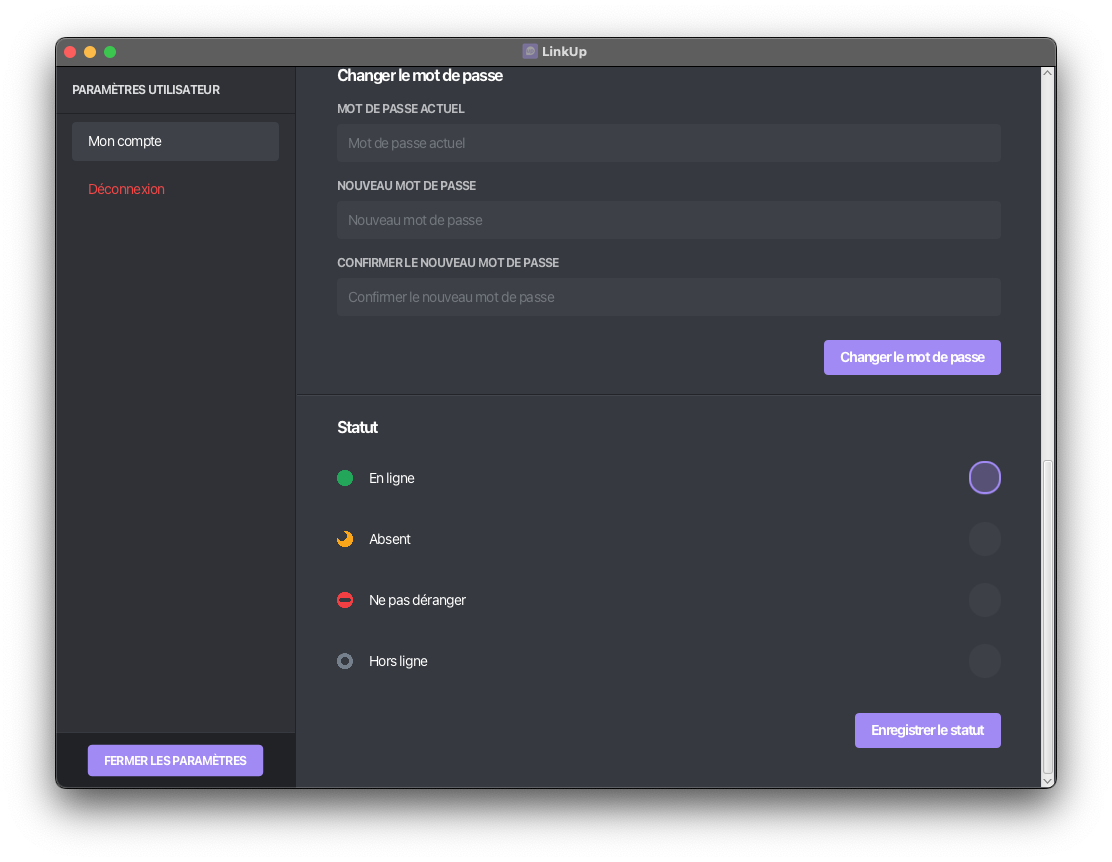 LinkUp
PARAMÈTRES UTILISATEUR
Mon compte
Déconnexion
FERMER LES PARAMÈTRES
Changer le mot de passe
MOT DE PASSE ACTUEL
Mot de passe actuel
NOUVEAU MOT DE PASSE
Nouveau mot de passe
CONFIRMER LE NOUVEAU MOT DE PASSE
Confirmer le nouveau mot de passe
Changer le mot de passe
Statut
En ligne
Absent
Ne pas déranger
Hors ligne
Enregistrer le statut